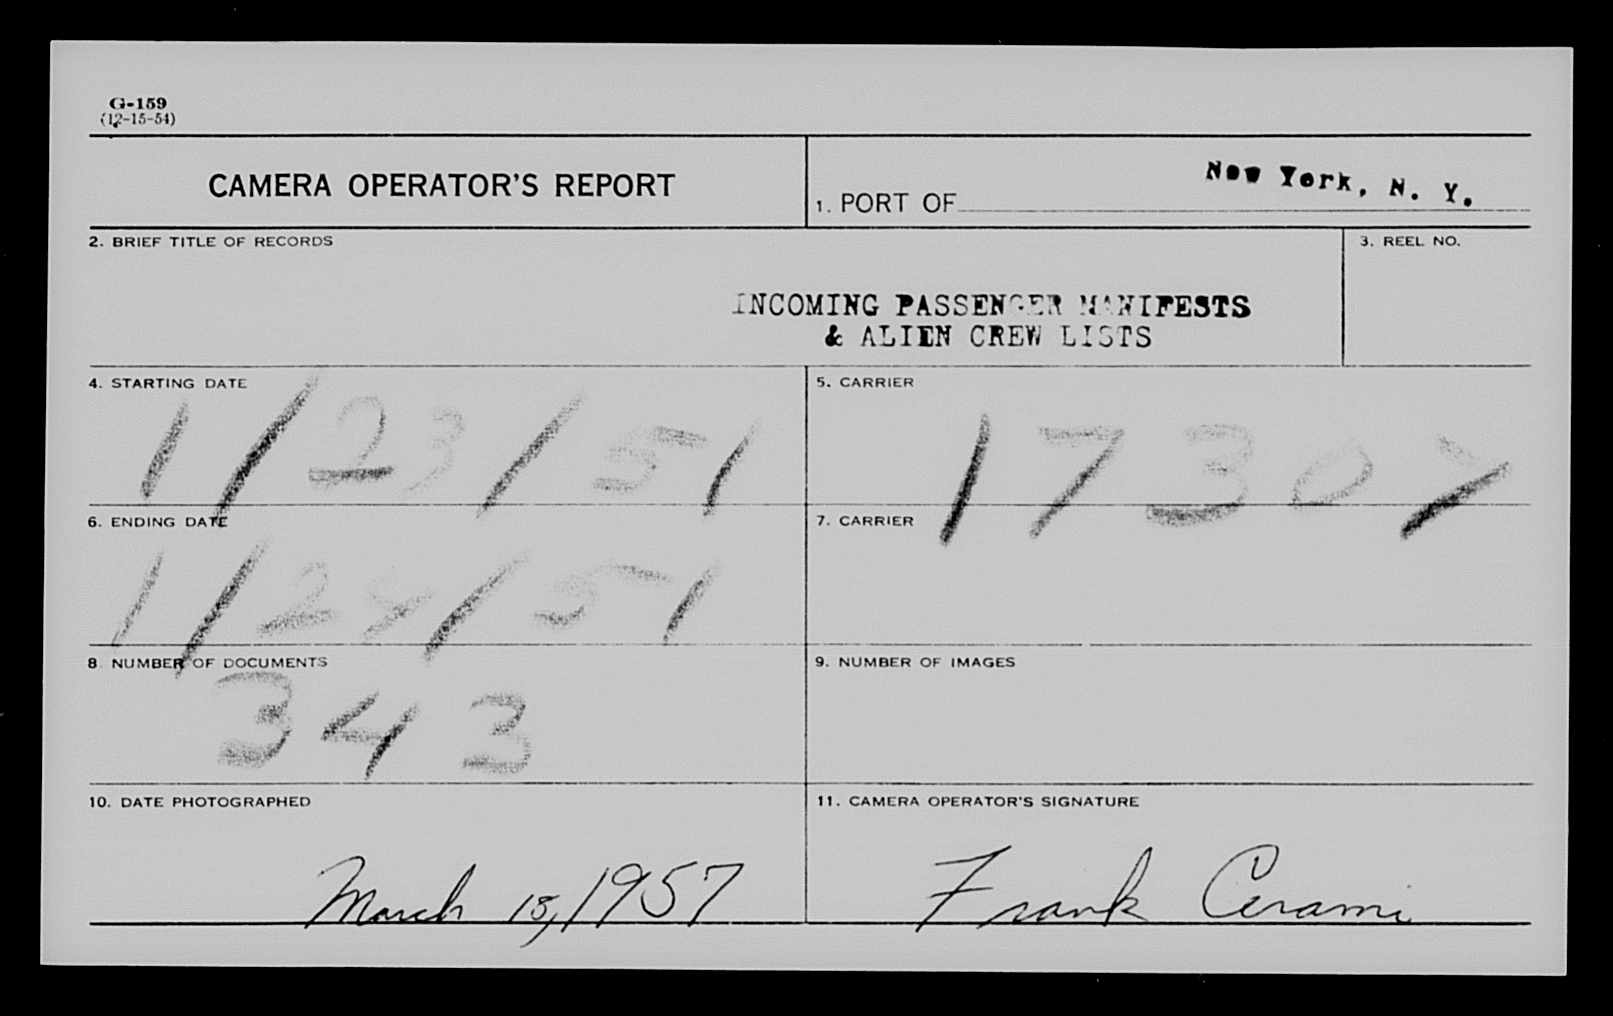 G-159
(12-15-54)
CAMERA OPERATOR'S REPORT
1. PORT OF New York, N. Y.
2. BRIEF TITLE OF RECORDS
3. REEL NO.
INCOMING PASSENGER MANIFESTS
& ALIEN CREW LISTS
4. STARTING DATE
1/23/51
5. CARRIER
17307
6. ENDING DATE
1/24/51
7. CARRIER
8. NUMBER OF DOCUMENTS
343
9. NUMBER OF IMAGES
10. DATE PHOTOGRAPHED
March 18, 1957
11. CAMERA OPERATOR'S SIGNATURE
Frank Cerami